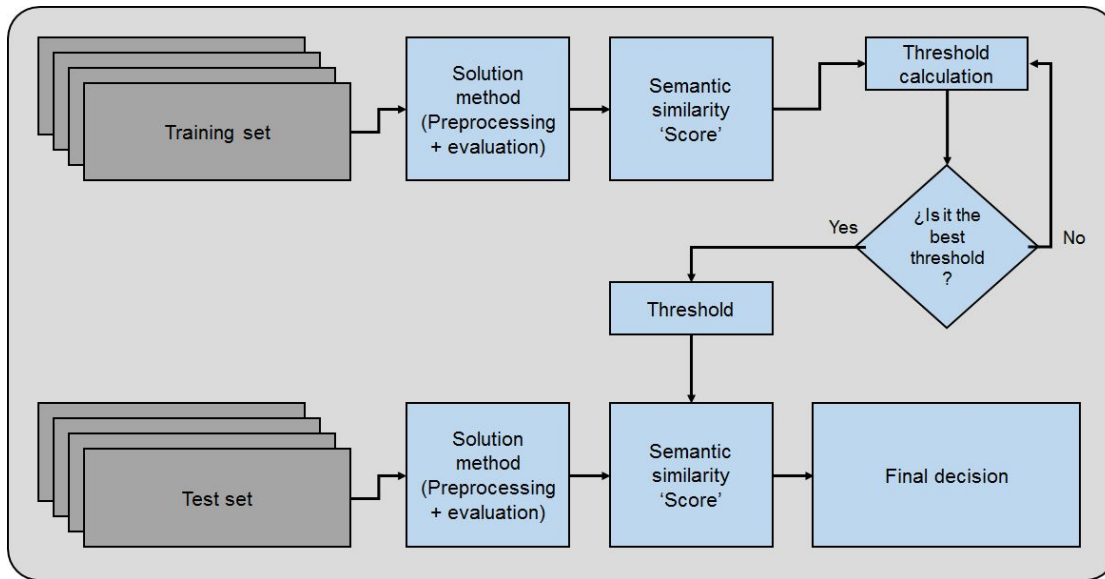 Training set
Solution
method
(Preprocessing
+ evaluation)
Semantic
similarity
‘Score’
Threshold
calculation
¿Is it the
best
threshold
?
Yes
No
Threshold
Test set
Solution
method
(Preprocessing
+ evaluation)
Semantic
similarity
‘Score’
Final decision